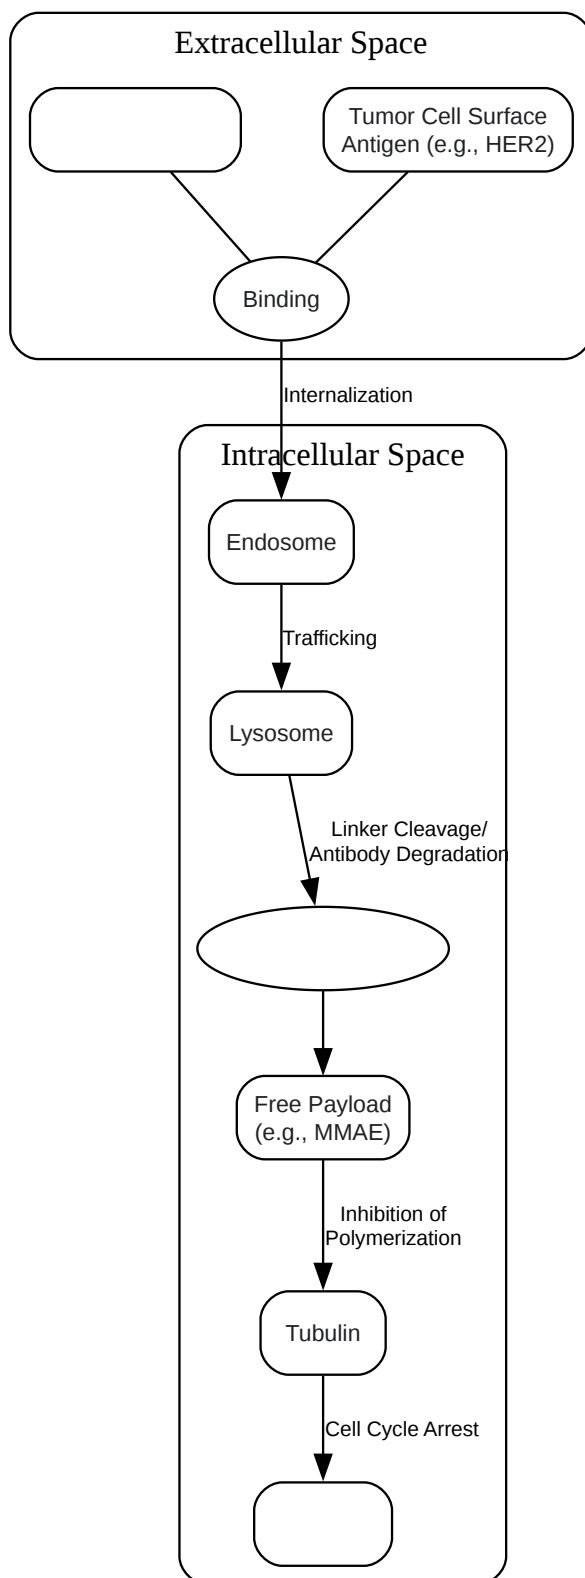 Extracellular Space
Tumor Cell Surface
Antigen (e.g., HER2)
Binding
Internalization
Intracellular Space
Endosome
Trafficking
Lysosome
Linker Cleavage/
Antibody Degradation
Free Payload
(e.g., MMAE)
Inhibition of
Polymerization
Tubulin
Cell Cycle Arrest